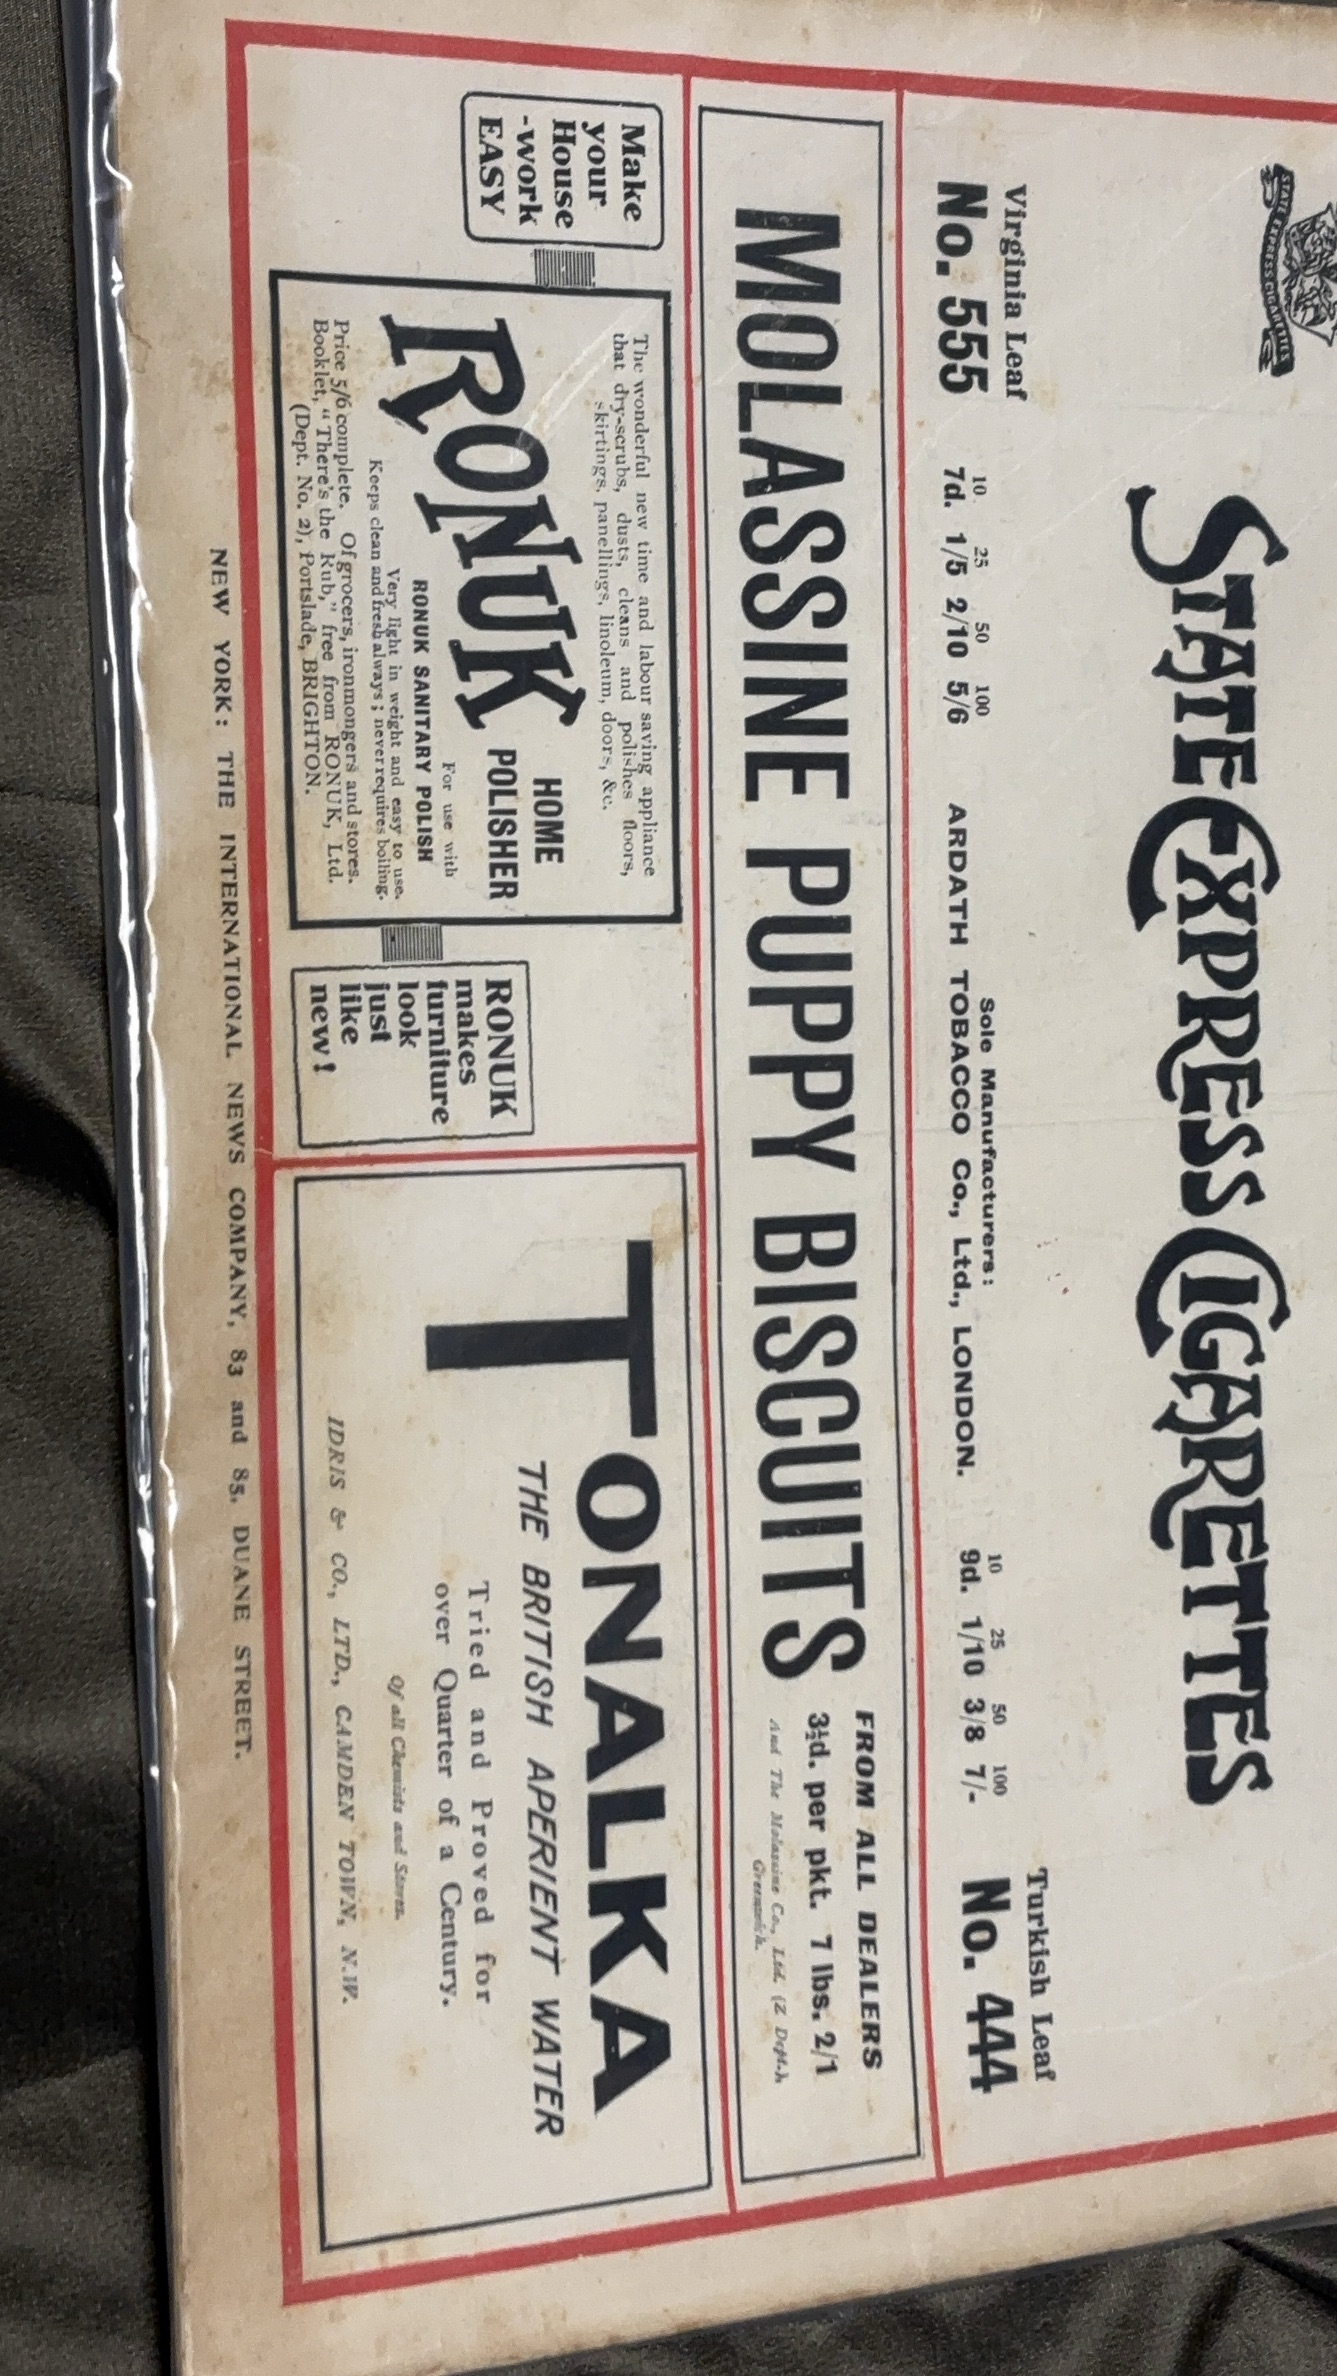 STATE EXPRESS CIGARETTES
STATE EXPRESS CIGARETTES
Virginia Leaf
No. 555
10 25 50 100
7d. 1/5 2/10 5/6
Sole Manufacturers:
ARDATH TOBACCO Co., Ltd., LONDON.
10 25 50 100
9d. 1/10 3/8 7/-
Turkish Leaf
No. 444
MOLASSINE PUPPY BISCUITS
FROM ALL DEALERS
3½d. per pkt. 7 lbs. 2/1
And The Molassine Co., Ltd. (Z Dept.),
Greenwich.
Make
your
House
-work
EASY
The wonderful new time and labour saving appliance
that dry-scrubs, dusts, cleans and polishes floors,
skirtings, panellings, linoleum, doors, &c.
RONUK
HOME
POLISHER
For use with
RONUK SANITARY POLISH
Very light in weight and easy to use.
Keeps clean and fresh always; never requires boiling.
Price 5/6 complete. Of grocers, ironmongers and stores.
Booklet, "There's the Rub," free from RONUK, Ltd.
(Dept. No. 2), Portslade, BRIGHTON.
RONUK
makes
furniture
look
just
like
new!
TONALKA
THE BRITISH APERIENT WATER
Tried and Proved for
over Quarter of a Century.
Of all Chemists and Stores.
IDRIS & CO., LTD., CAMDEN TOWN, N.W.
NEW YORK: THE INTERNATIONAL NEWS COMPANY, 83 and 85, DUANE STREET.